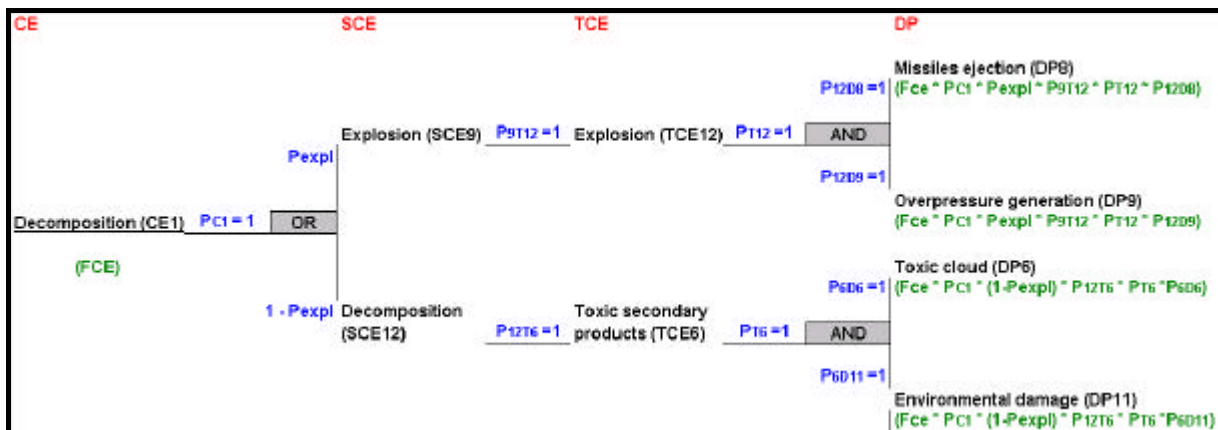 CE SCE TCE DP
Missiles ejection (DP8)
P12D8 =1 (Fce * PC1 * Pexpl * P9T12 * PT12 * P12D8)
Explosion (SCE9) P9T12 =1 Explosion (TCE12) PT12 =1 AND
Pexpl
P12D9 =1
Overpressure generation (DP9)
Decomposition (CE1) PC1 = 1 OR (Fce * PC1 * Pexpl * P9T12 * PT12 * P12D9)
(FCE) Toxic cloud (DP6)
P6D6 =1 (Fce * PC1 * (1-Pexpl) * P12T6 * PT6 *P6D6)
1 - Pexpl Decomposition Toxic secondary
(SCE12) P12T6 =1 products (TCE6) PT6 =1 AND
P6D11 =1
Environmental damage (DP11)
(Fce * PC1 * (1-Pexpl) * P12T6 * PT6 *P6D11)